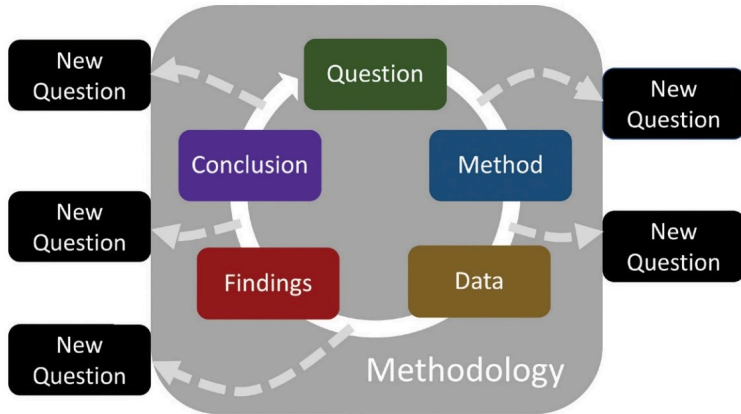 New
Question
Question
New
Question
Conclusion
Method
New
Question
New
Question
Findings
Data
New
Question
Methodology